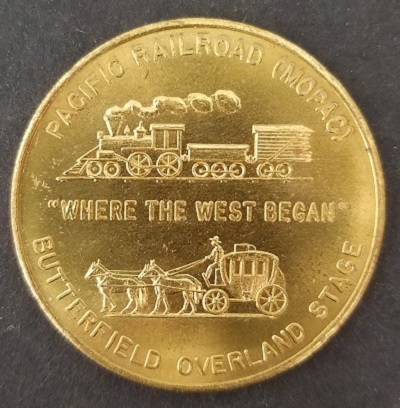 PACIFIC RAILROAD (MOPAC)
"WHERE THE WEST BEGAN"
BUTTERFIELD OVERLAND STAGE